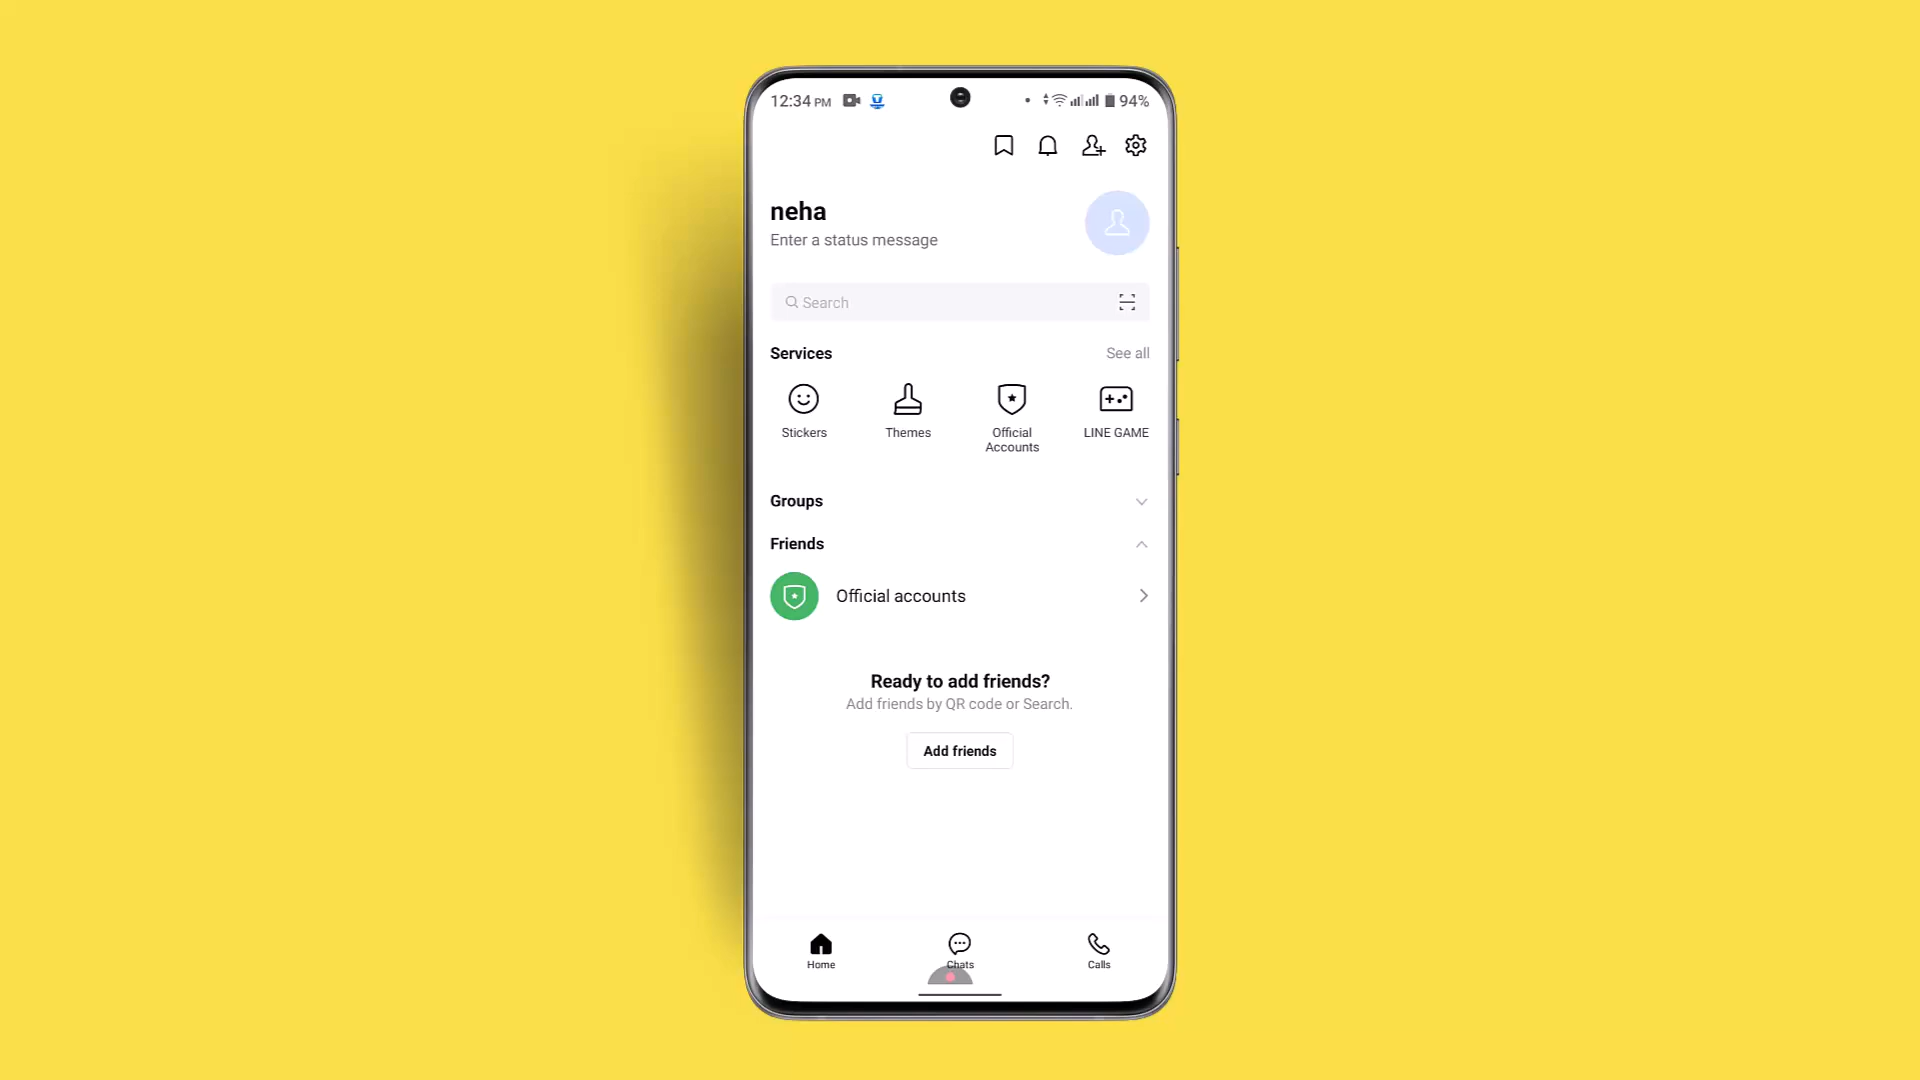 12:34 PM 94%
neha
Enter a status message
Search
Services See all
Stickers Themes Official Accounts LINE GAME
Groups
Friends
Official accounts
Ready to add friends?
Add friends by QR code or Search.
Add friends
Home Chats Calls